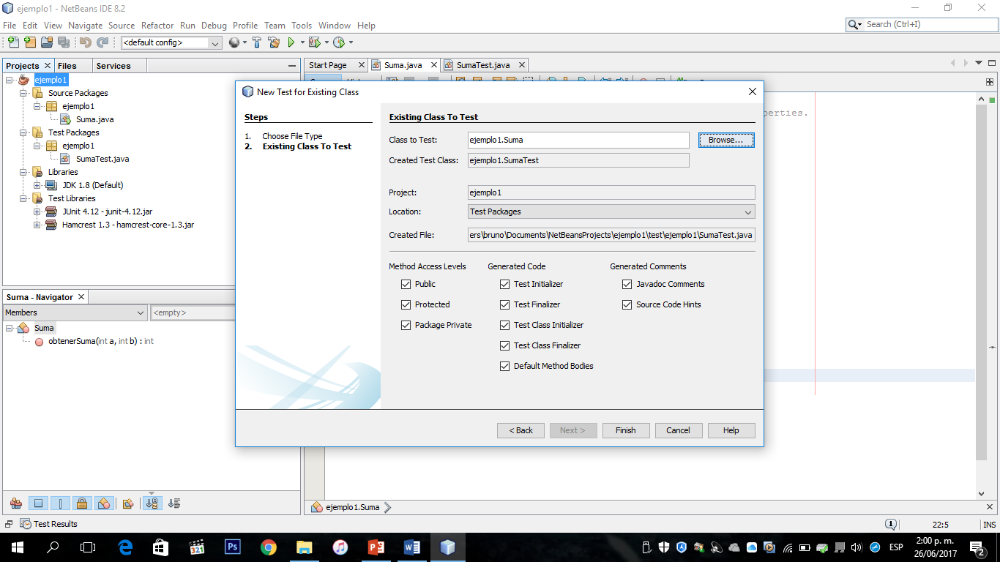 ejemplo1 - NetBeans IDE 8.2
File Edit View Navigate Source Refactor Run Debug Profile Team Tools Window Help
Search (Ctrl+I)
<default config>
Projects Files Services
Start Page Suma.java SumaTest.java
ejemplo1
Source Packages
ejemplo1
Suma.java
Test Packages
ejemplo1
SumaTest.java
Libraries
JDK 1.8 (Default)
Test Libraries
JUnit 4.12 - junit-4.12.jar
Hamcrest 1.3 - hamcrest-core-1.3.jar
Suma - Navigator
Members <empty>
Suma
obtenerSuma(int a, int b) : int
perties.
New Test for Existing Class
Steps
1. Choose File Type
2. Existing Class To Test
Existing Class To Test
Class to Test: ejemplo1.Suma Browse...
Created Test Class: ejemplo1.SumaTest
Project: ejemplo1
Location: Test Packages
Created File: ers\bruno\Documents\NetBeansProjects\ejemplo1\test\ejemplo1\SumaTest.java
Method Access Levels Generated Code Generated Comments
Public Test Initializer Javadoc Comments
Protected Test Finalizer Source Code Hints
Package Private Test Class Initializer
Test Class Finalizer
Default Method Bodies
< Back Next > Finish Cancel Help
ejemplo1.Suma
Test Results
1 22:5 INS
321 Ps
ESP
2:00 p. m.
26/06/2017
2